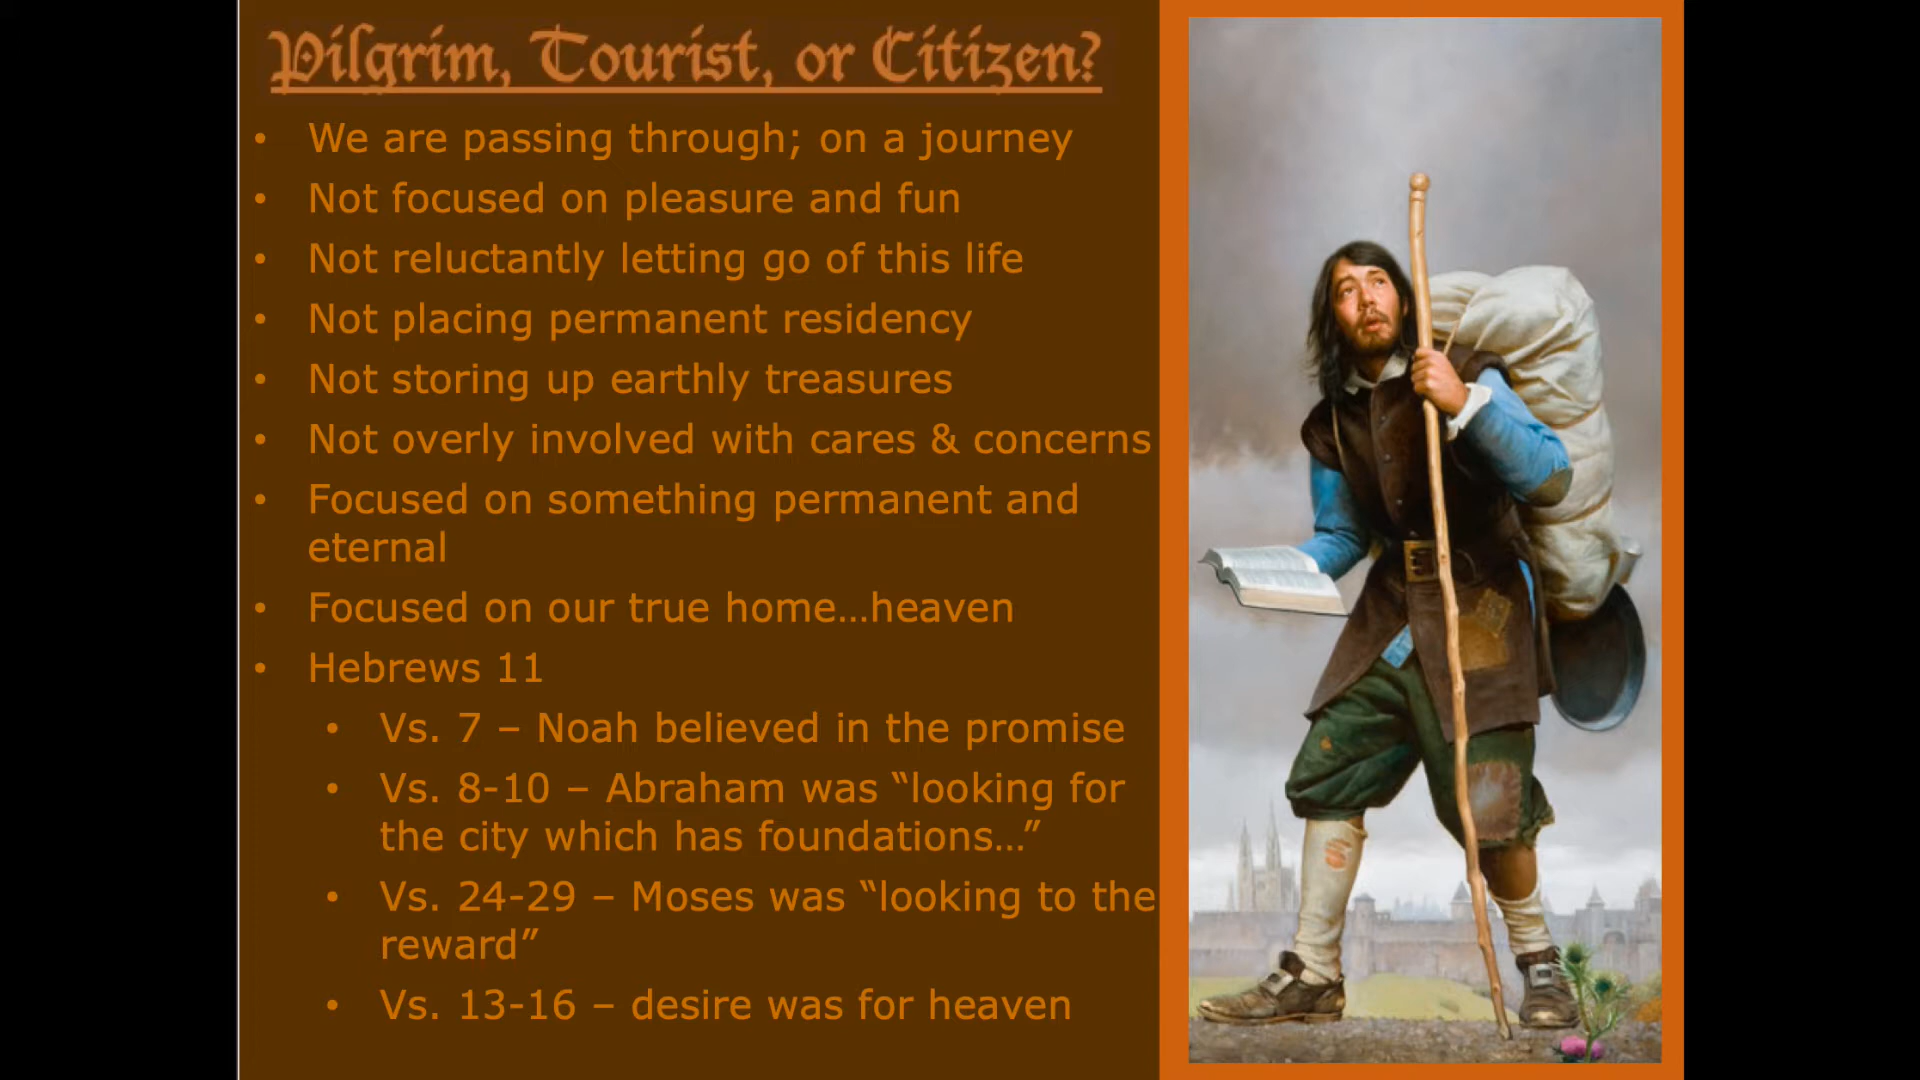 Pilgrim, Tourist, or Citizen?
• We are passing through; on a journey
• Not focused on pleasure and fun
• Not reluctantly letting go of this life
• Not placing permanent residency
• Not storing up earthly treasures
• Not overly involved with cares & concerns
• Focused on something permanent and
eternal
• Focused on our true home…heaven
• Hebrews 11
• Vs. 7 – Noah believed in the promise
• Vs. 8-10 – Abraham was “looking for
the city which has foundations…”
• Vs. 24-29 – Moses was “looking to the
reward”
• Vs. 13-16 – desire was for heaven